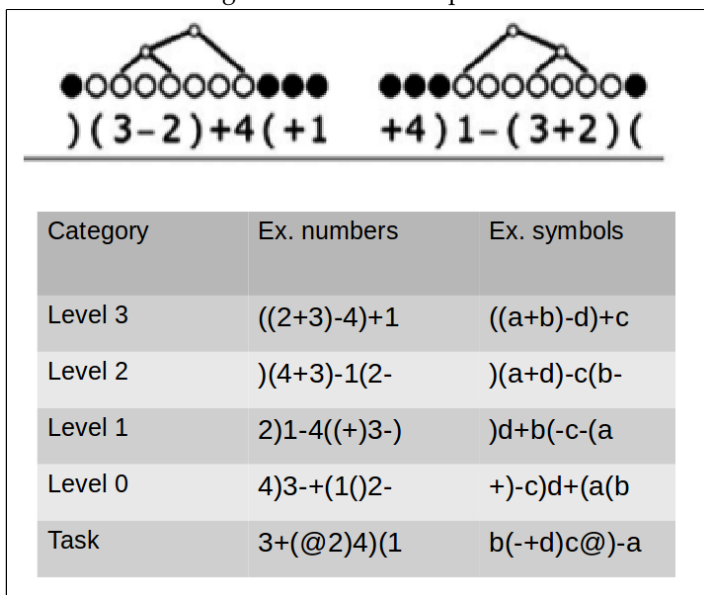 )(3-2)+4(+1 +4)1-(3+2)(
Category Ex. numbers Ex. symbols
Level 3 ((2+3)-4)+1 ((a+b)-d)+c
Level 2 )(4+3)-1(2- )(a+d)-c(b-
Level 1 2)1-4((+)3-) )d+b(-c-(a
Level 0 4)3-+(1()2- +)-c)d+(a(b
Task 3+(@2)4)(1 b(-+d)c@)-a